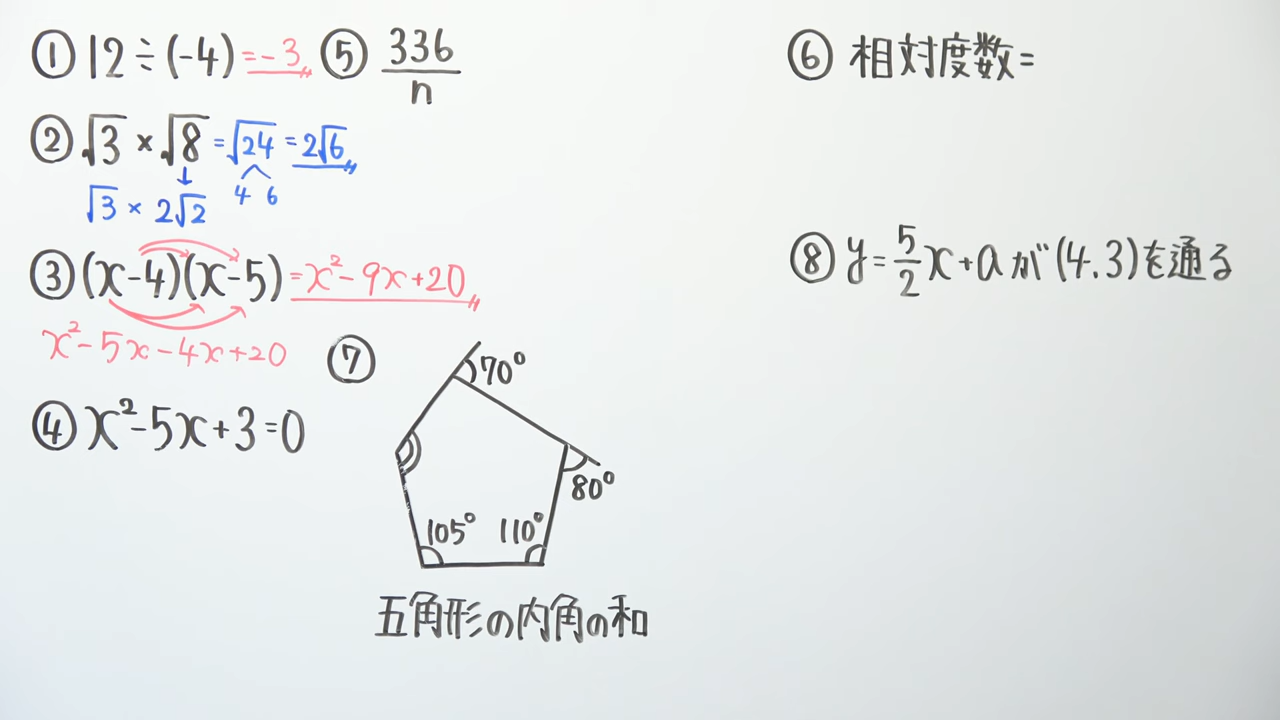 ① 12÷(-4)=-3
② √3×√8=√24=2√6
4 6
√3×2√2
③ (x-4)(x-5)=x²-9x+20
x²-5x-4x+20
④ x²-5x+3=0
⑤ 336/n
⑦
70°
80°
105° 110°
五角形の内角の和
⑥ 相対度数=
⑧ y=5/2x+aが(4.3)を通る